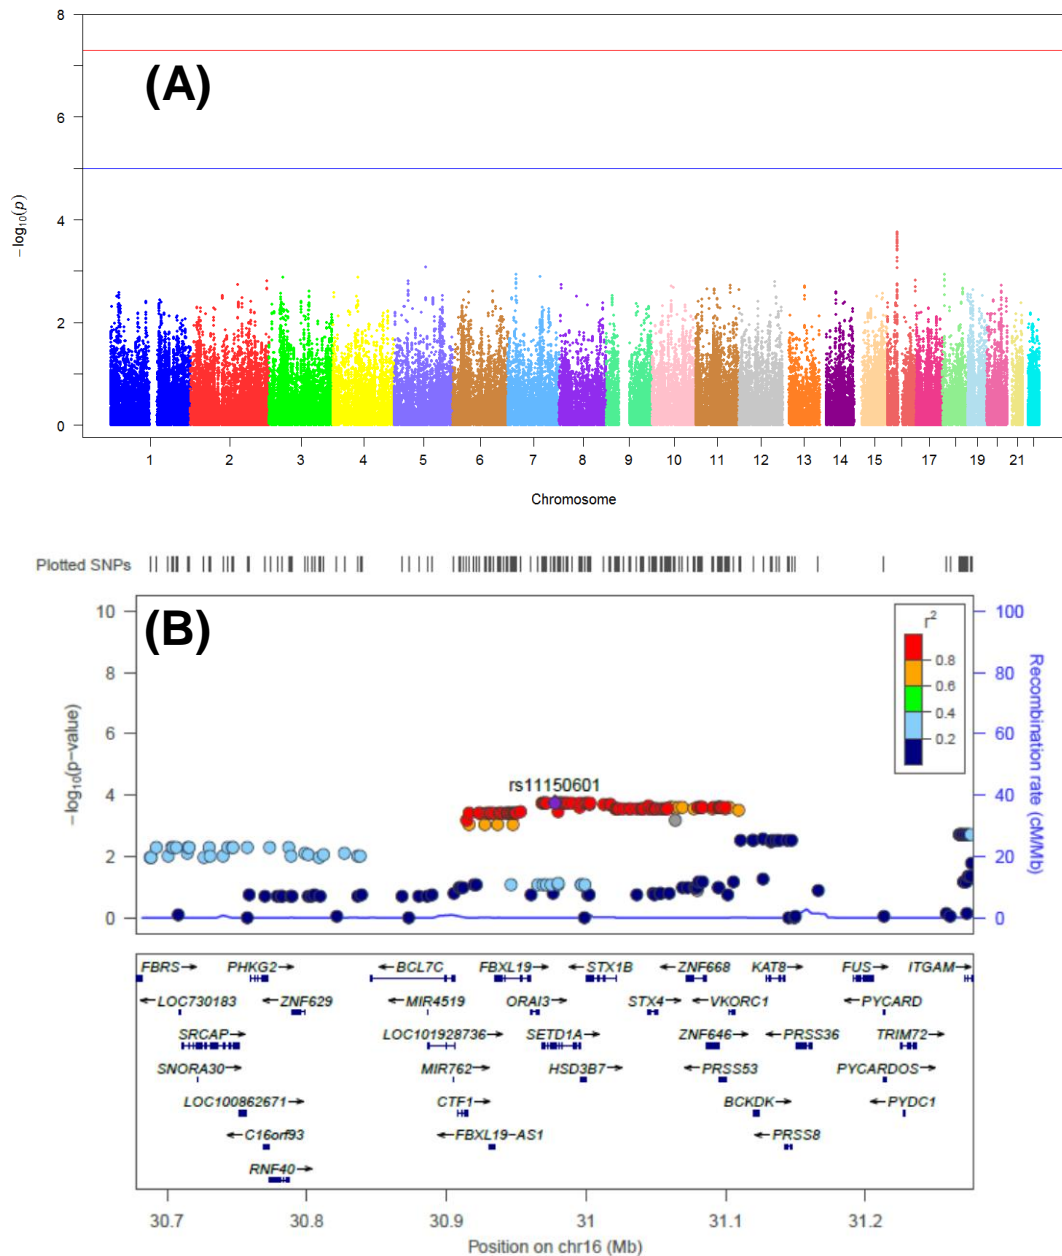 8
(A)
6
4
2
0
−log10(p)
1 2 3 4 5 6 7 8 9 10 11 12 13 14 15 17 19 21
Chromosome
Plotted SNPs
(B)
10
8
6
4
2
0
−log10(p−value)
r2
0.8
0.6
0.4
0.2
100
80
60
40
20
0
Recombination rate (cM/Mb)
rs11150601
FBRS→ PHKG2→ ←BCL7C FBXL19→ ←STX1B ←ZNF668 KAT8→ FUS→ ITGAM→
←LOC730183 ←ZNF629 ←MIR4519 ORAI3→ STX4→ ←VKORC1 ←PYCARD
SRCAP→ LOC101928736→ SETD1A→ ZNF646→ ←PRSS36 TRIM72→
SNORA30→ MIR762→ HSD3B7→ ←PRSS53 PYCARDOS→
LOC100862671→ CTF1→ BCKDK→ ←PYDC1
←C16orf93 ←FBXL19−AS1 ←PRSS8
RNF40→
30.7 30.8 30.9 31 31.1 31.2
Position on chr16 (Mb)